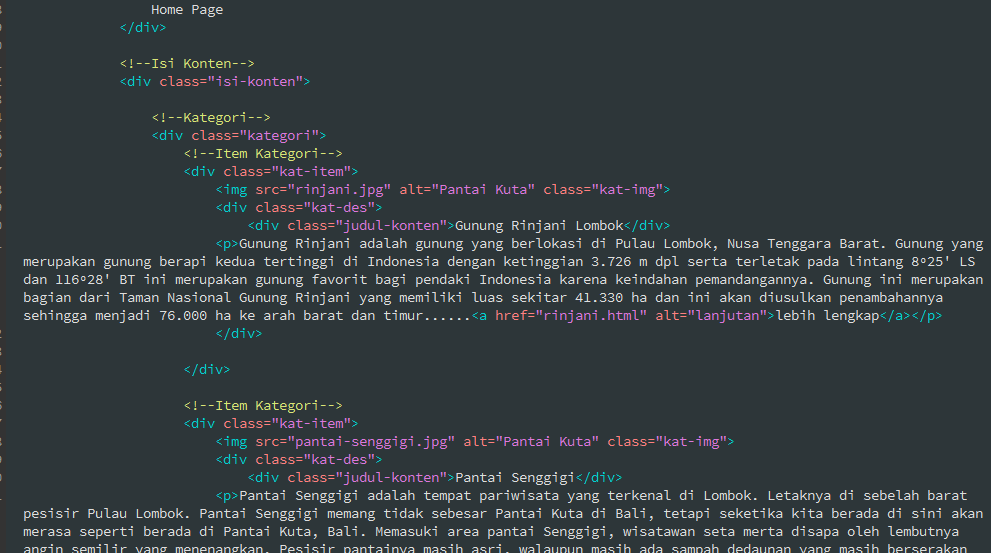 Home Page
</div>
<!--Isi Konten-->
<div class="isi-konten">
<!--Kategori-->
<div class="kategori">
<!--Item Kategori-->
<div class="kat-item">
<img src="rinjani.jpg" alt="Pantai Kuta" class="kat-img">
<div class="kat-des">
<div class="judul-konten">Gunung Rinjani Lombok</div>
<p>Gunung Rinjani adalah gunung yang berlokasi di Pulau Lombok, Nusa Tenggara Barat. Gunung yang
merupakan gunung berapi kedua tertinggi di Indonesia dengan ketinggian 3.726 m dpl serta terletak pada lintang 8º25' LS
dan 116º28' BT ini merupakan gunung favorit bagi pendaki Indonesia karena keindahan pemandangannya. Gunung ini merupakan
bagian dari Taman Nasional Gunung Rinjani yang memiliki luas sekitar 41.330 ha dan ini akan diusulkan penambahannya
sehingga menjadi 76.000 ha ke arah barat dan timur......<a href="rinjani.html" alt="lanjutan">lebih lengkap</a></p>
</div>
</div>
<!--Item Kategori-->
<div class="kat-item">
<img src="pantai-senggigi.jpg" alt="Pantai Kuta" class="kat-img">
<div class="kat-des">
<div class="judul-konten">Pantai Senggigi</div>
<p>Pantai Senggigi adalah tempat pariwisata yang terkenal di Lombok. Letaknya di sebelah barat
pesisir Pulau Lombok. Pantai Senggigi memang tidak sebesar Pantai Kuta di Bali, tetapi seketika kita berada di sini akan
merasa seperti berada di Pantai Kuta, Bali. Memasuki area pantai Senggigi, wisatawan seta merta disapa oleh lembutnya
angin semilir yang menenangkan. Pesisir pantainya masih asri, walaupun masih ada sampah dedaunan yang masih berserakan